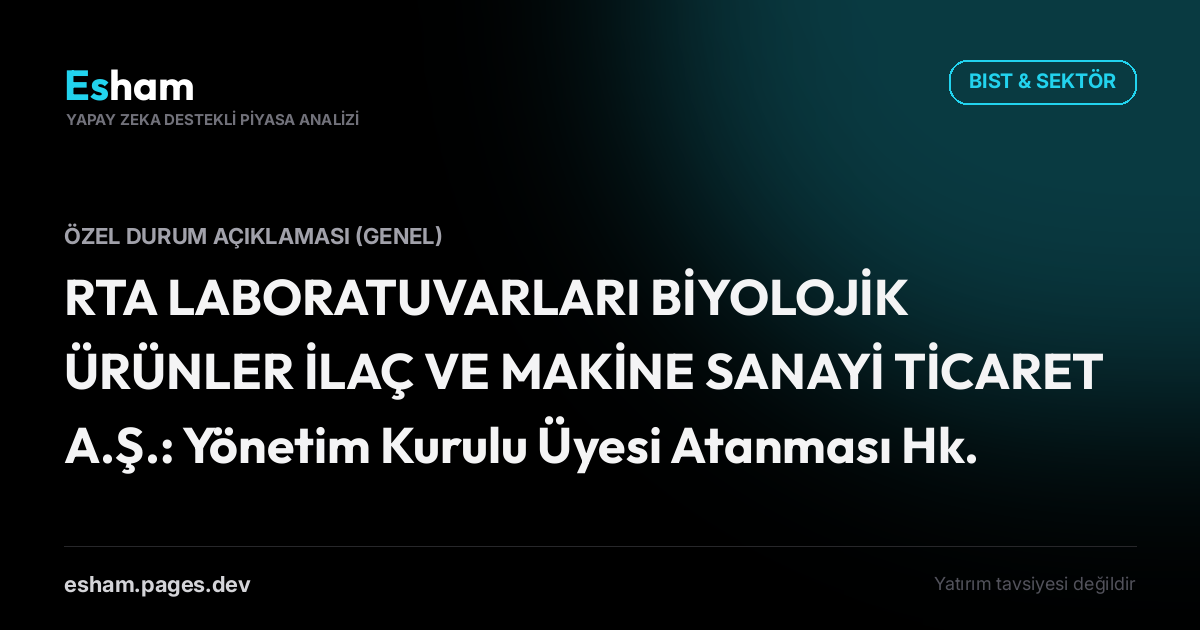 Esham
BIST & SEKTÖR
YAPAY ZEKA DESTEKLİ PİYASA ANALİZİ
ÖZEL DURUM AÇIKLAMASI (GENEL)
RTA LABORATUVARLARI BİYOLOJİK
ÜRÜNLER İLAÇ VE MAKİNE SANAYİ TİCARET
A.Ş.: Yönetim Kurulu Üyesi Atanması Hk.
esham.pages.dev
Yatırım tavsiyesi değildir